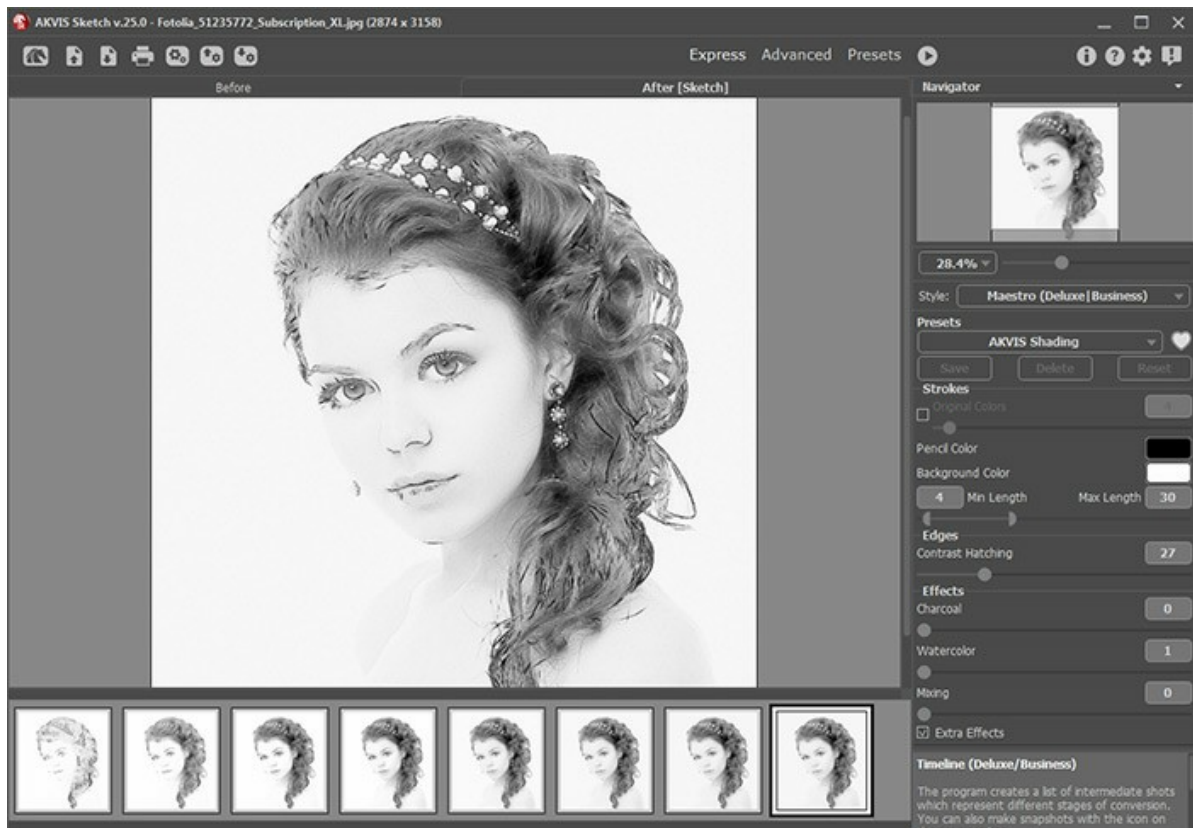 AKVIS Sketch v.25.0 - Fotolia_51235772_Subscription_XL.jpg (2874 x 3158)
Express Advanced Presets
Before After [Sketch]
Navigator
28.4%
Style: Maestro (Deluxe|Business)
Presets
AKVIS Shading
Save Delete Reset
Strokes
Original Colors 4
Pencil Color
Background Color
4 Min Length Max Length 30
Edges
Contrast Hatching 27
Effects
Charcoal 0
Watercolor 1
Mixing 0
Extra Effects
Timeline (Deluxe/Business)
The program creates a list of intermediate shots
which represent different stages of conversion.
You can also make snapshots with the icon on